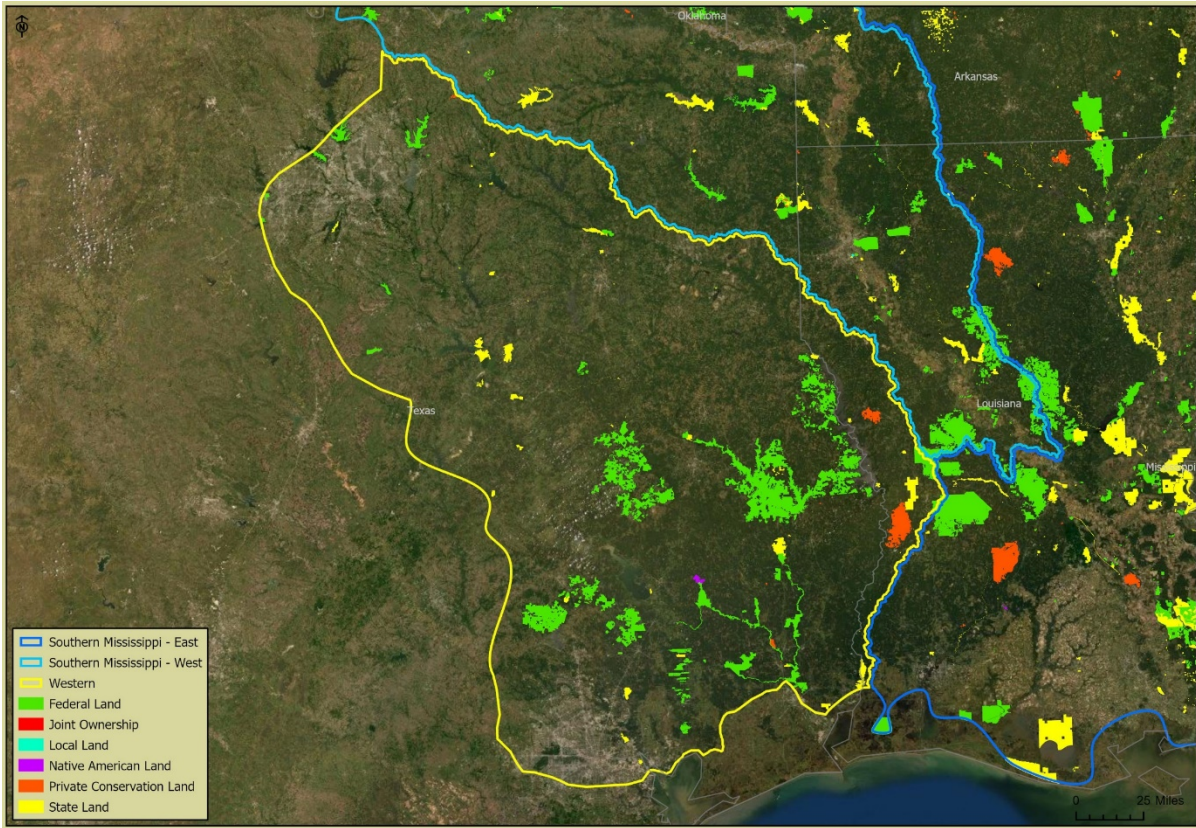 N
Oklahoma
Arkansas
Texas
Louisiana
Mississippi
Southern Mississippi - East
Southern Mississippi - West
Western
Federal Land
Joint Ownership
Local Land
Native American Land
Private Conservation Land
State Land
0 25 Miles